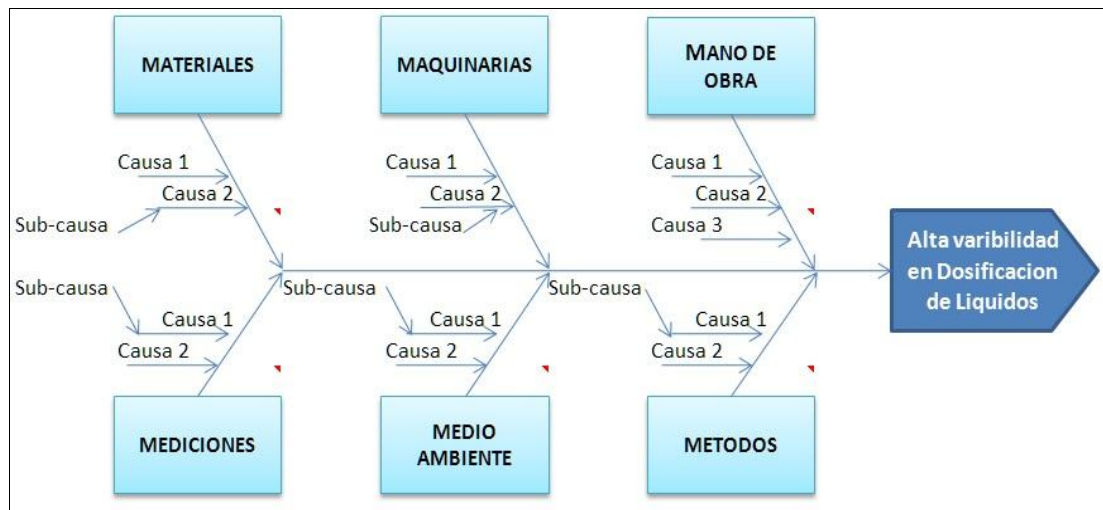 MATERIALES
MAQUINARIAS
MANO DE
OBRA
Causa 1
Causa 2
Sub-causa
Causa 1
Causa 2
Sub-causa
Causa 1
Causa 2
Causa 3
Alta varibilidad
en Dosificacion
de Liquidos
Sub-causa
Causa 1
Causa 2
Sub-causa
Causa 1
Causa 2
Sub-causa
Causa 1
Causa 2
MEDICIONES
MEDIO
AMBIENTE
METODOS